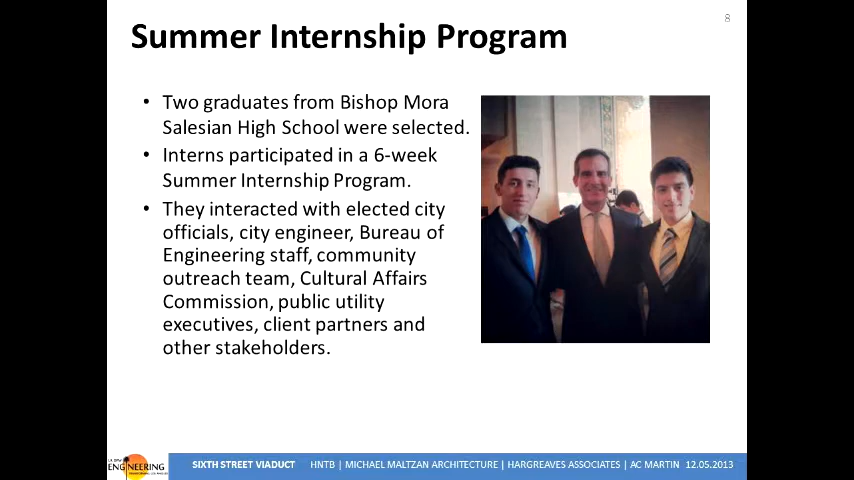 8
Summer Internship Program
• Two graduates from Bishop Mora
Salesian High School were selected.
• Interns participated in a 6-week
Summer Internship Program.
• They interacted with elected city
officials, city engineer, Bureau of
Engineering staff, community
outreach team, Cultural Affairs
Commission, public utility
executives, client partners and
other stakeholders.
ENGINEERING
SIXTH STREET VIADUCT HNTB | MICHAEL MALTZAN ARCHITECTURE | HARGREAVES ASSOCIATES | AC MARTIN 12.05.2013